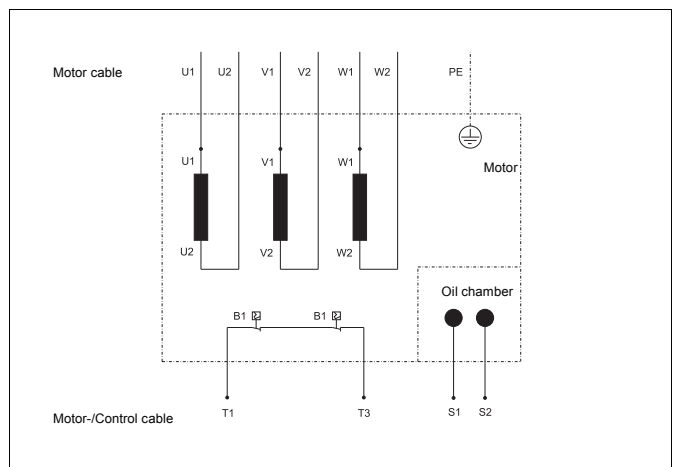 Motor cable U1 U2 V1 V2 W1 W2 PE
U1 V1 W1 Motor
U2 V2 W2
Oil chamber
B1 B1
T1 T3 S1 S2
Motor-/Control cable